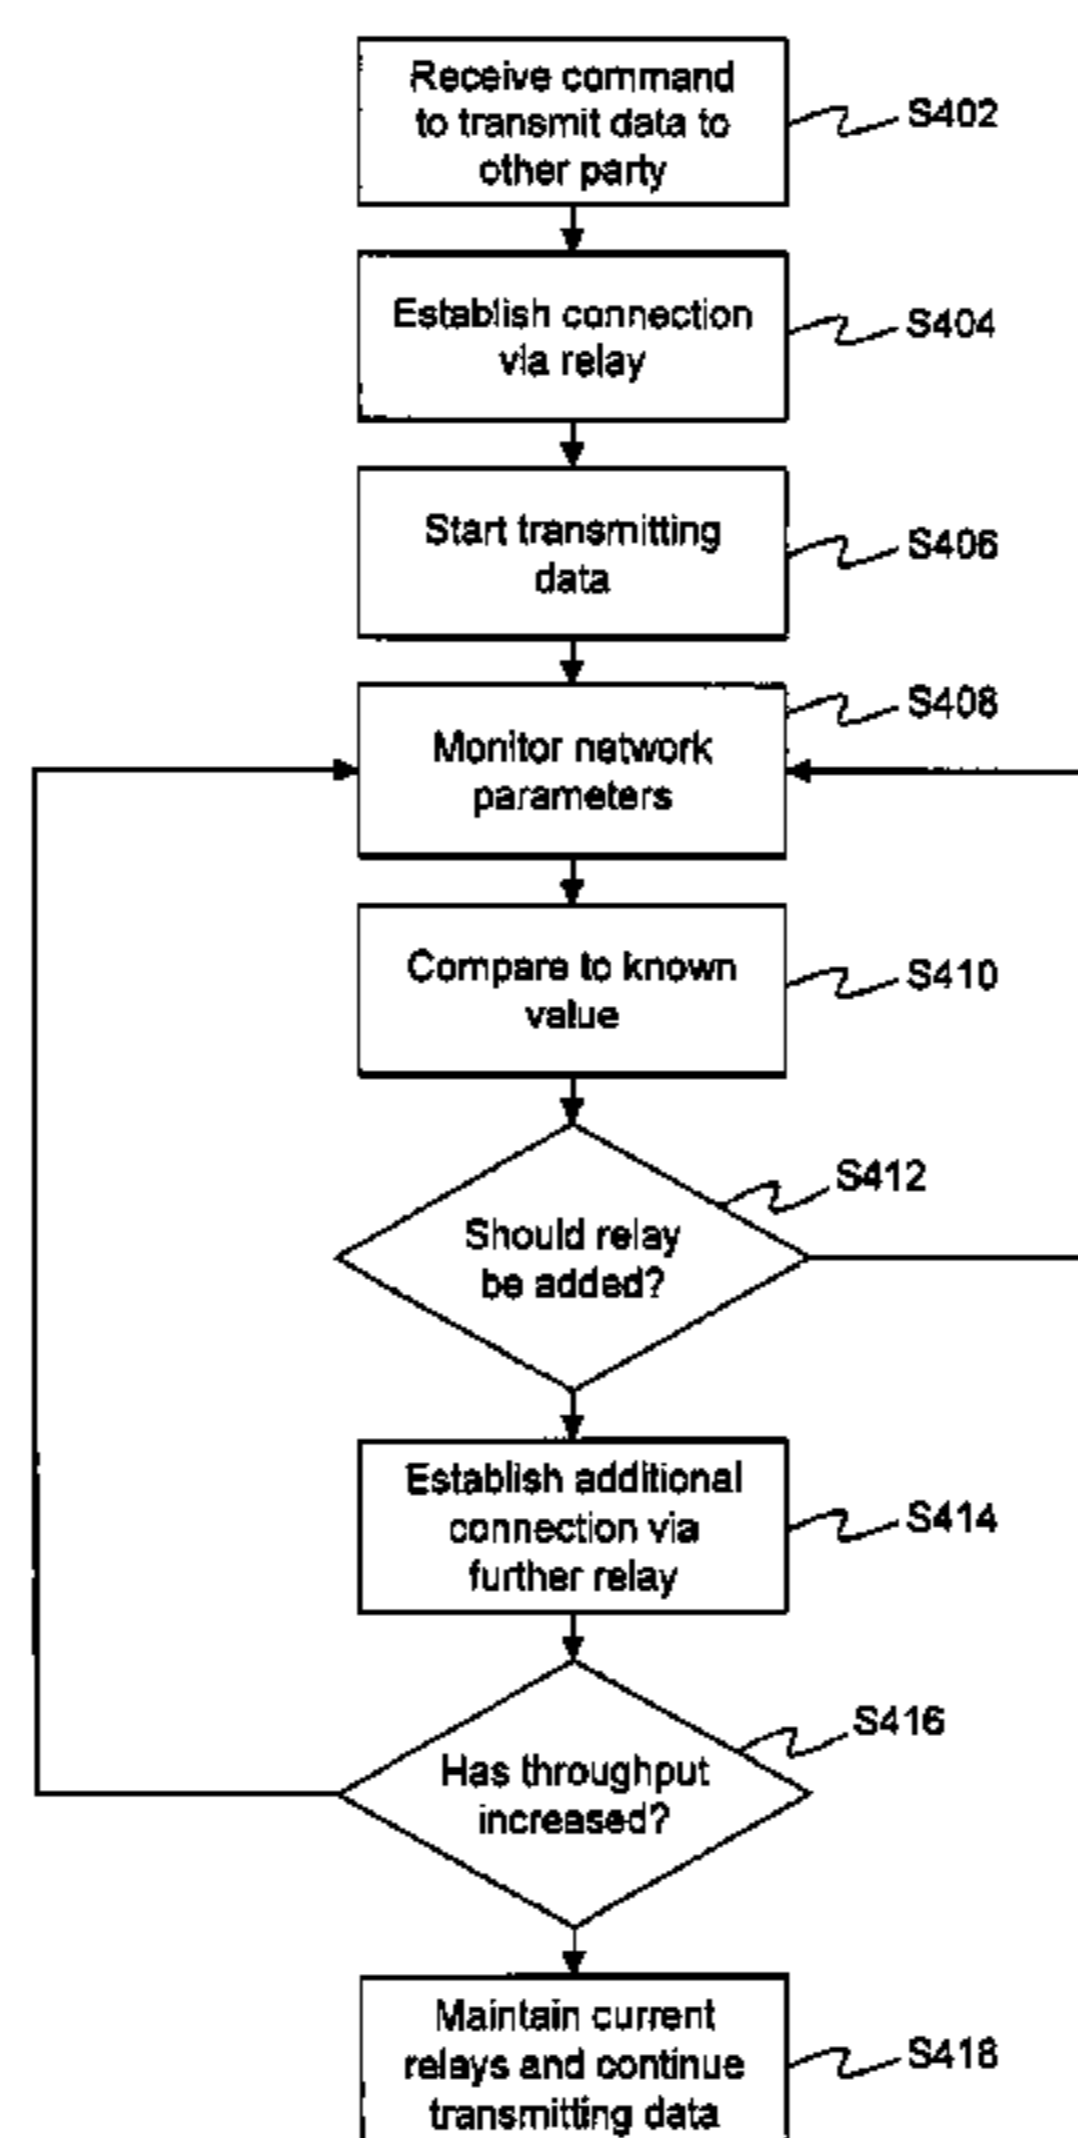 Receive command
to transmit data to
other party
S402
Establish connection
via relay
S404
Start transmitting
data
S406
Monitor network
parameters
S408
Compare to known
value
S410
Should relay
be added?
S412
Establish additional
connection via
further relay
S414
Has throughput
increased?
S416
Maintain current
relays and continue
transmitting data
S418